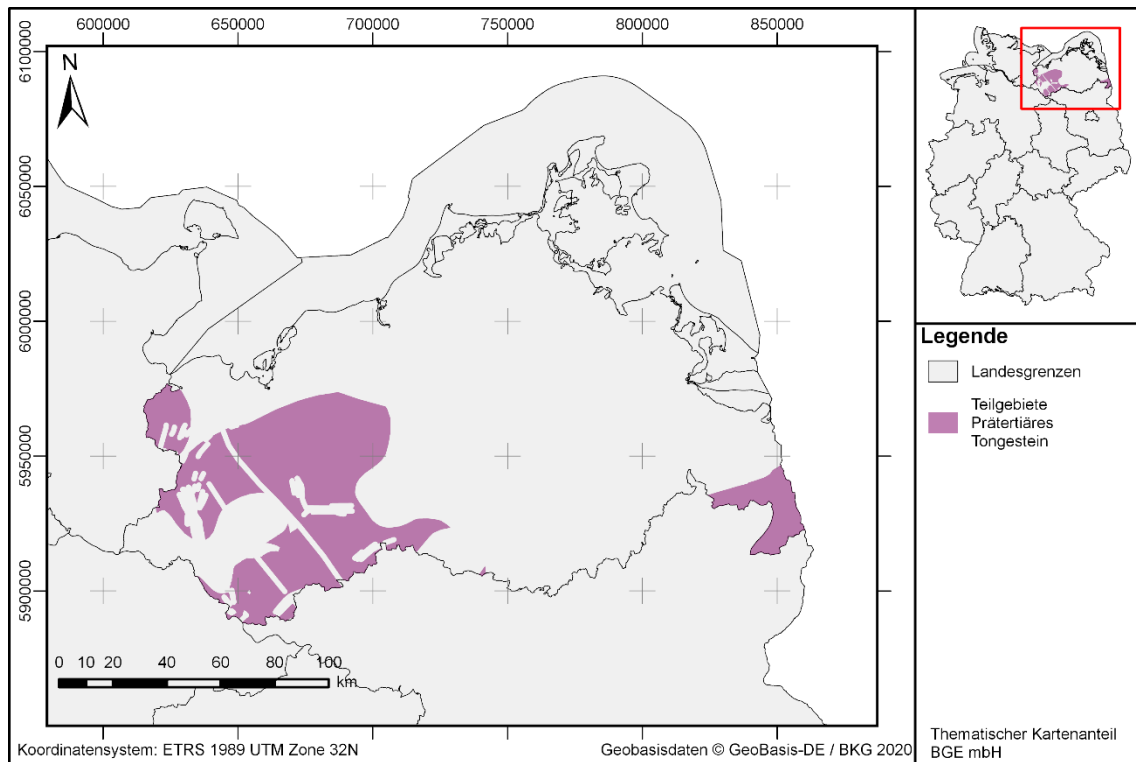 600000 650000 700000 750000 800000 850000
6100000
6050000
6000000
5950000
5900000
N
0 10 20 40 60 80 100
km
Koordinatensystem: ETRS 1989 UTM Zone 32N
Geobasisdaten © GeoBasis-DE / BKG 2020
Legende
Landesgrenzen
Teilgebiete
Prätertiäres
Tongestein
Thematischer Kartenanteil
BGE mbH